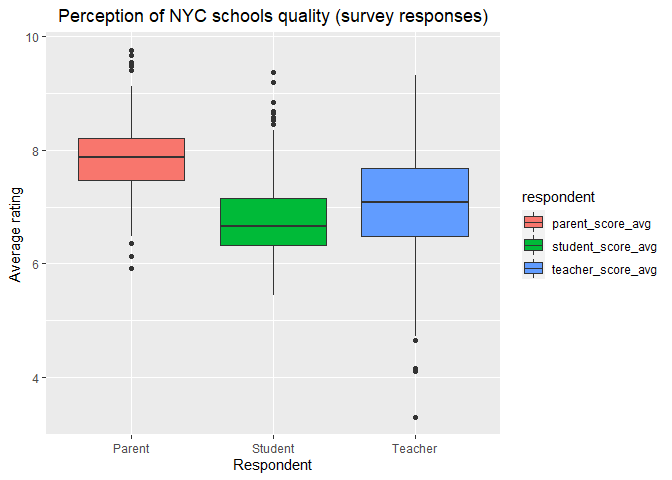 Perception of NYC schools quality (survey responses)
10
8
6
4
Average rating
Parent
Student
Teacher
Respondent
respondent
parent_score_avg
student_score_avg
teacher_score_avg